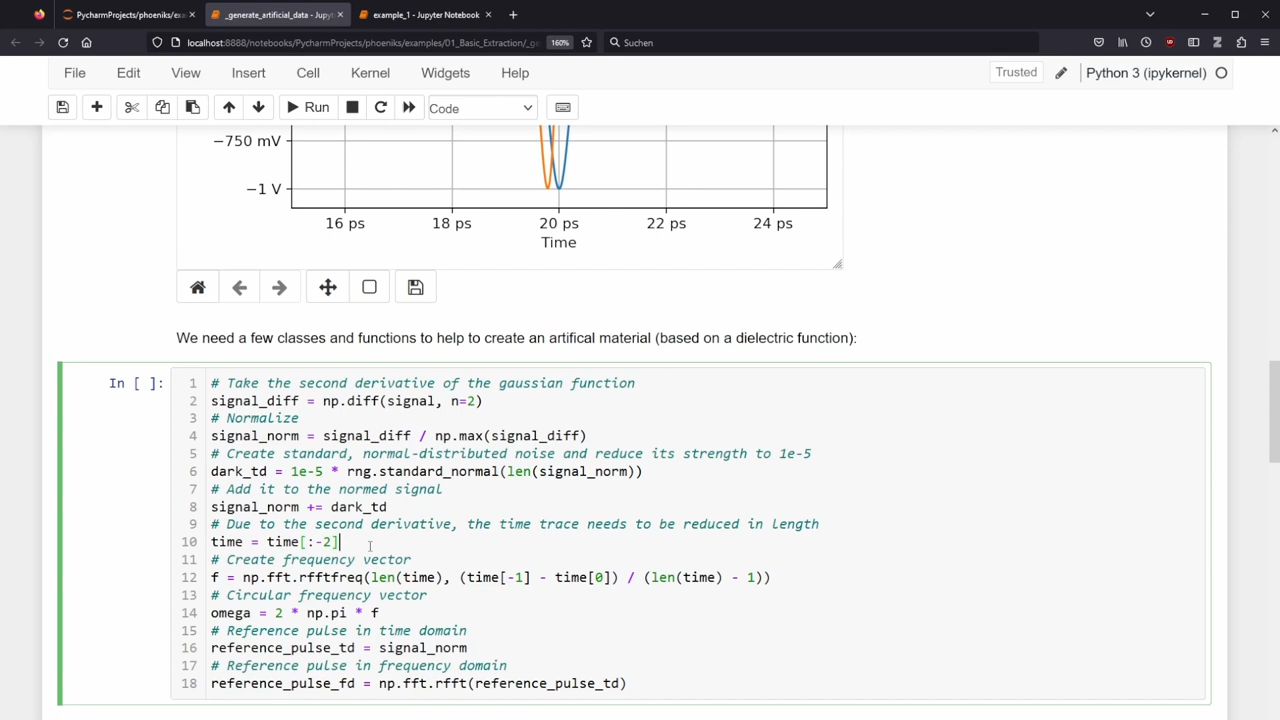 PycharmProjects/phoeniks/exa
_generate_artificial_data - Jupyt
example_1 - Jupyter Notebook
localhost:8888/notebooks/PycharmProjects/phoeniks/examples/01_Basic_Extraction/_ge
160%
Suchen
File Edit View Insert Cell Kernel Widgets Help
Trusted
Python 3 (ipykernel)
Run
Code
−750 mV
−1 V
16 ps 18 ps 20 ps 22 ps 24 ps
Time
We need a few classes and functions to help to create an artifical material (based on a dielectric function):
In [ ]:
1 # Take the second derivative of the gaussian function
2 signal_diff = np.diff(signal, n=2)
3 # Normalize
4 signal_norm = signal_diff / np.max(signal_diff)
5 # Create standard, normal-distributed noise and reduce its strength to 1e-5
6 dark_td = 1e-5 * rng.standard_normal(len(signal_norm))
7 # Add it to the normed signal
8 signal_norm += dark_td
9 # Due to the second derivative, the time trace needs to be reduced in length
10 time = time[:-2]
11 # Create frequency vector
12 f = np.fft.rfftfreq(len(time), (time[-1] - time[0]) / (len(time) - 1))
13 # Circular frequency vector
14 omega = 2 * np.pi * f
15 # Reference pulse in time domain
16 reference_pulse_td = signal_norm
17 # Reference pulse in frequency domain
18 reference_pulse_fd = np.fft.rfft(reference_pulse_td)